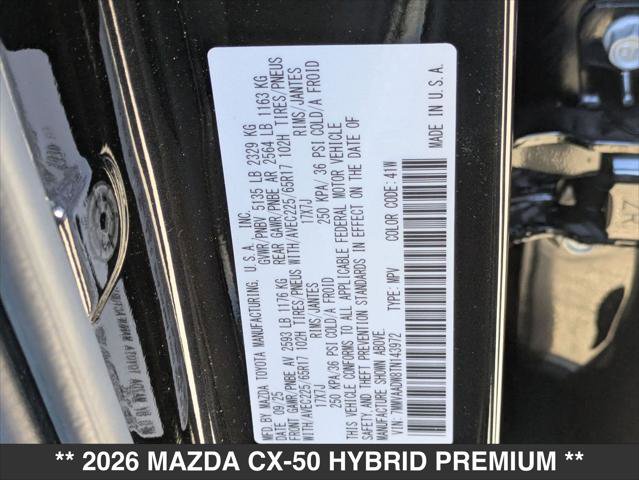 MFD.BY MAZDA TOYOTA MANUFACTURING, U.S.A., INC.
DATE: 09/25 GVWR/PNBV 5135 LB 2329 KG
FRONT GAWR/PNBE AV 2593 LB 1176 KG REAR GAWR/PNBE AR 2564 LB 1163 KG
WITH/AVEC225/65R17 102H TIRES/PNEUS WITH/AVEC225/65R17 102H TIRES/PNEUS
17X7J RIMS/JANTES 17X7J RIMS/JANTES
250 KPA/36 PSI COLD/A FROID 250 KPA/36 PSI COLD/A FROID
THIS VEHICLE CONFORMS TO ALL APPLICABLE FEDERAL MOTOR VEHICLE
SAFETY, AND THEFT PREVENTION STANDARDS IN EFFECT ON THE DATE OF
MANUFACTURE SHOWN ABOVE.
VIN: 7MMVAADW8TN143972 TYPE: MPV COLOR CODE: 41W MADE IN U.S.A.
** 2026 MAZDA CX-50 HYBRID PREMIUM **